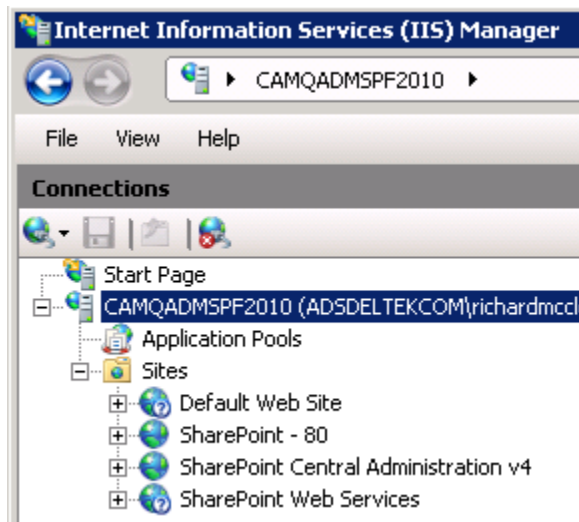 Internet Information Services (IIS) Manager
CAMQADMSPF2010
File View Help
Connections
Start Page
CAMQADMSPF2010 (ADSDELTEKCOM\richardmccl
Application Pools
Sites
Default Web Site
SharePoint - 80
SharePoint Central Administration v4
SharePoint Web Services